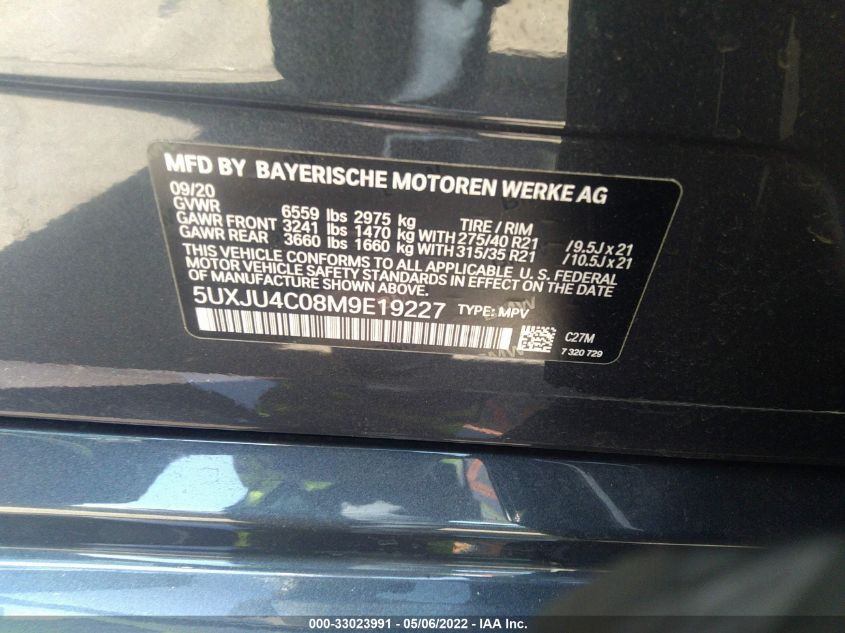 MFD BY BAYERISCHE MOTOREN WERKE AG
09/20
GVWR 6559 lbs 2975 kg TIRE / RIM
GAWR FRONT 3241 lbs 1470 kg WITH 275/40 R21 /9.5J x 21
GAWR REAR 3660 lbs 1660 kg WITH 315/35 R21 /10.5J x 21
THIS VEHICLE CONFORMS TO ALL APPLICABLE U. S. FEDERAL
MOTOR VEHICLE SAFETY STANDARDS IN EFFECT ON THE DATE
OF MANUFACTURE SHOWN ABOVE.
5UXJU4C08M9E19227 TYPE: MPV
C27M
7 320 729
000-33023991 - 05/06/2022 - IAA Inc.